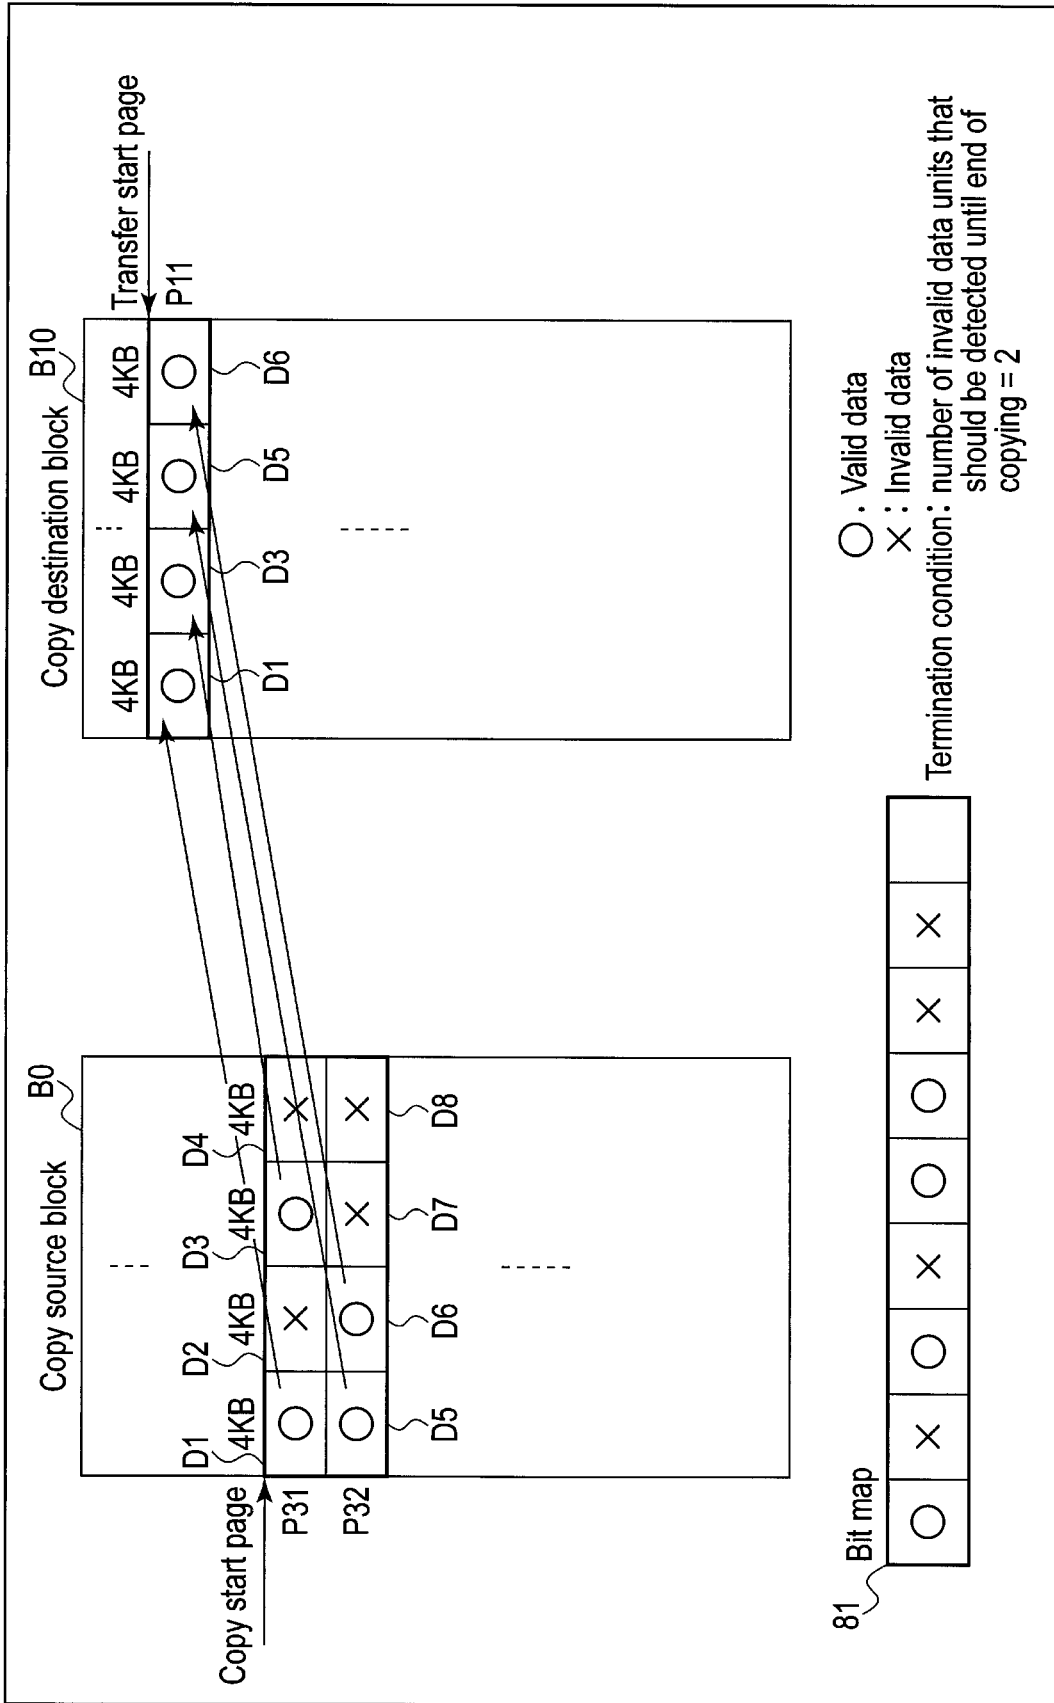 Copy source block
B0
Copy start page
D1
D2
D3
D4
4KB
4KB
4KB
4KB
P31
P32
D5
D6
D7
D8
Copy destination block
B10
Transfer start page
4KB
4KB
4KB
4KB
P11
D1
D3
D5
D6
81
Bit map
O. Valid data
×: Invalid data
Termination condition: number of invalid data units that
should be detected until end of
copying = 2